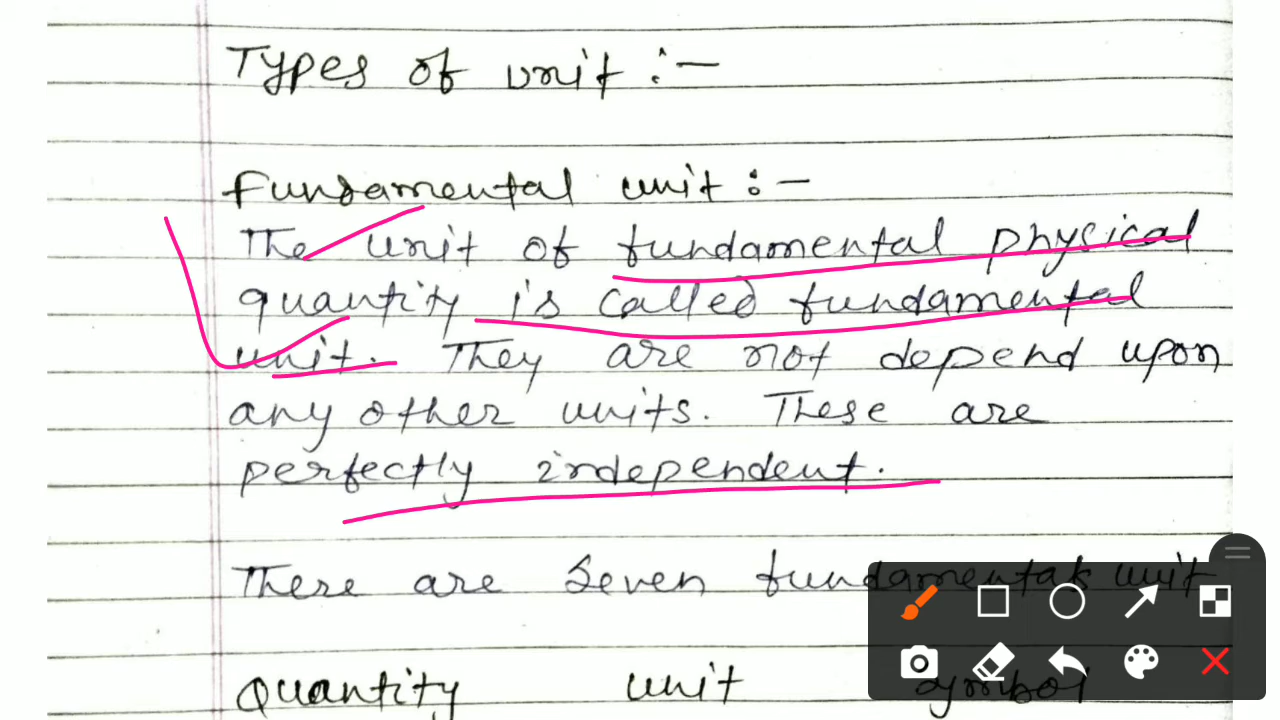 Types of unit :-
Fundamental unit :-
The unit of fundamental physical
quantity is called fundamental
unit. They are not depend upon
any other units. These are
perfectly independent.
There are Seven fundamental unit
Quantity unit symbol